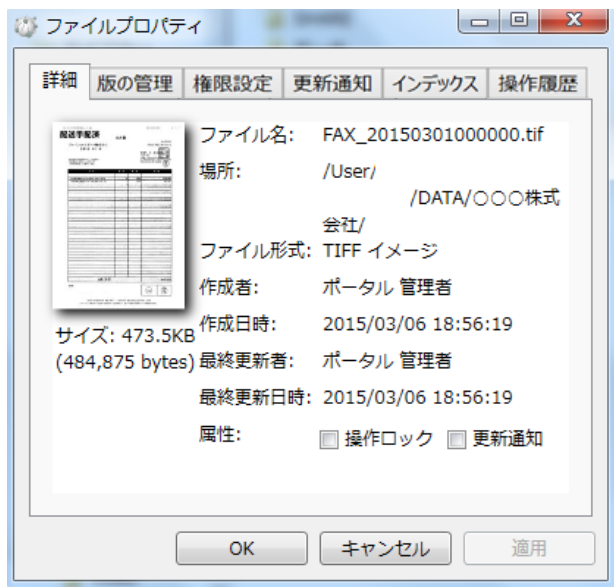 ファイルプロパティ
詳細 版の管理 権限設定 更新通知 インデックス 操作履歴
配送手配済
ファイル名: FAX_20150301000000.tif
場所: /User/
/DATA/○○○株式
会社/
ファイル形式: TIFF イメージ
作成者: ポータル 管理者
サイズ: 473.5KB
(484,875 bytes)
作成日時: 2015/03/06 18:56:19
最終更新者: ポータル 管理者
最終更新日時: 2015/03/06 18:56:19
属性: 操作ロック 更新通知
OK キャンセル 適用